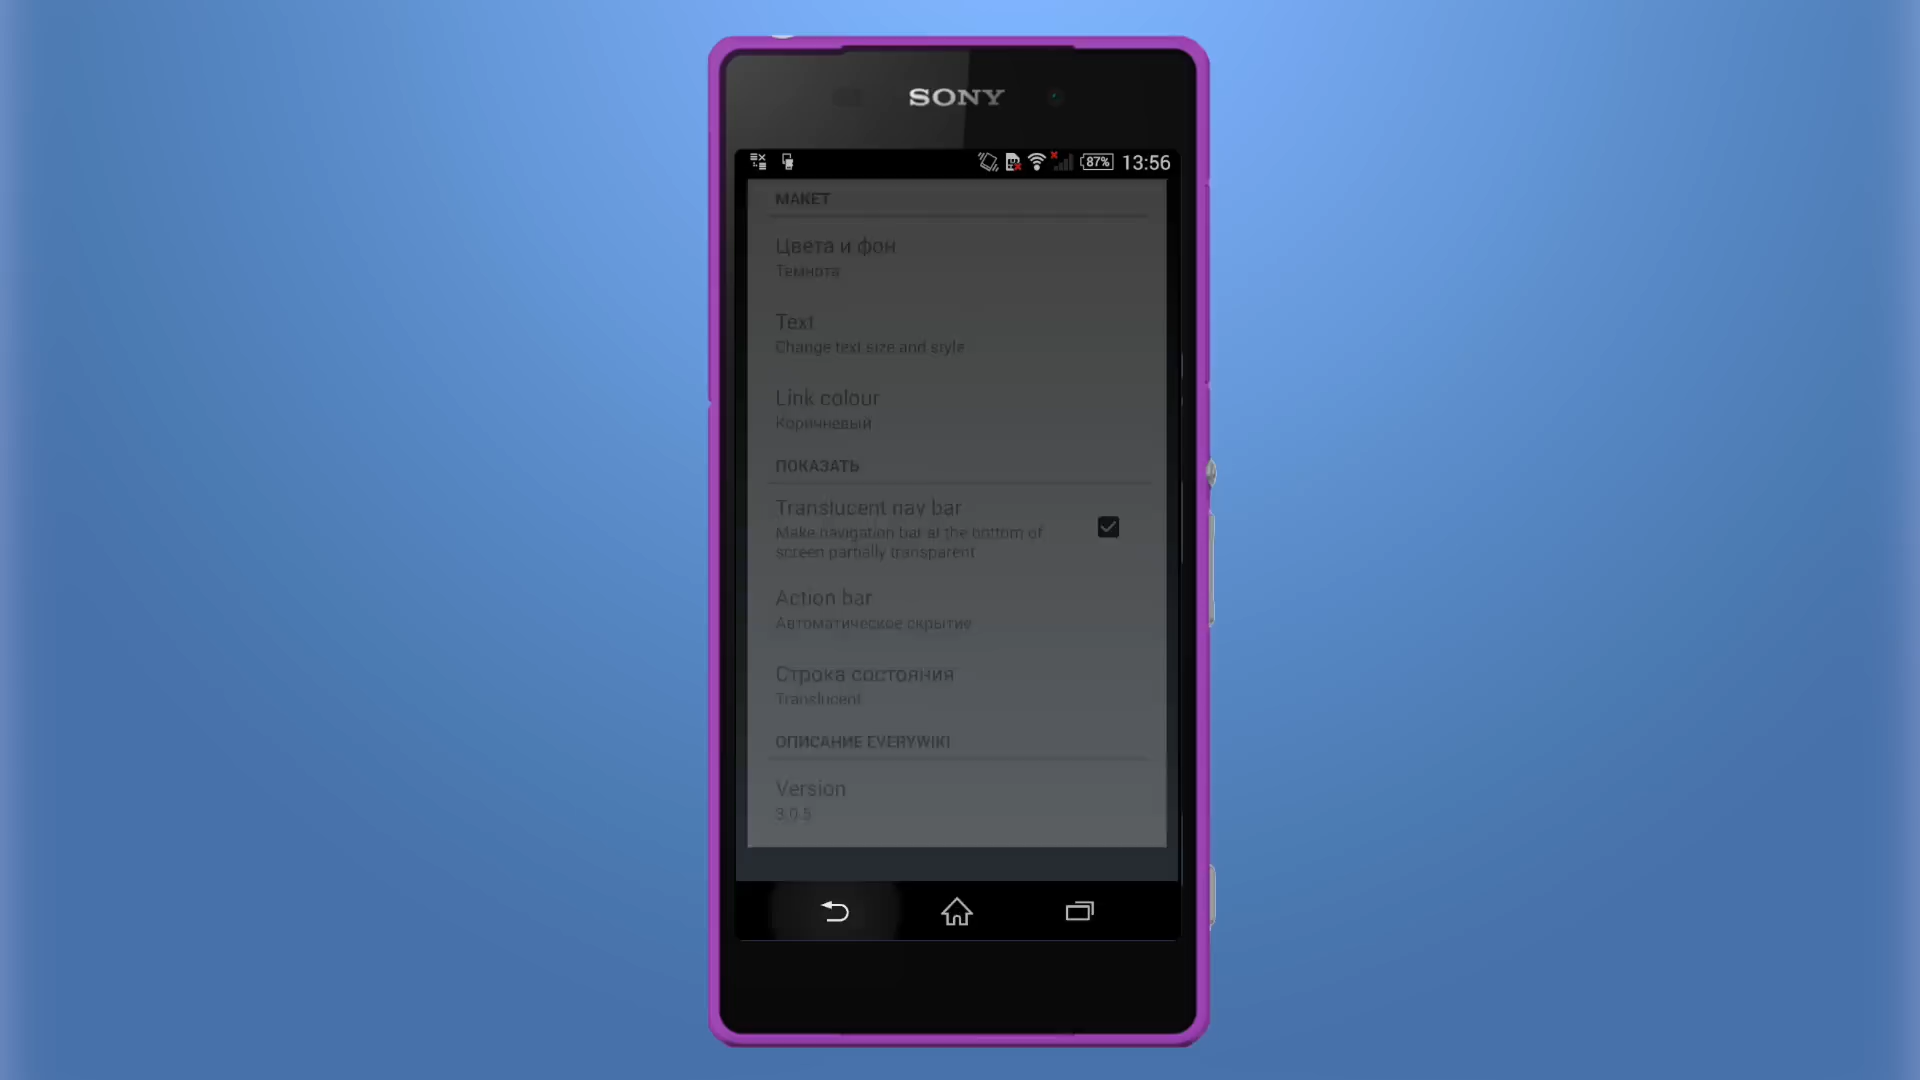 SONY
87% 13:56
МАКЕТ
Цвета и фон
Темнота
Text
Change text size and style
Link colour
Коричневый
ПОКАЗАТЬ
Translucent nav bar
Make navigation bar at the bottom of
screen partially transparent
Action bar
Автоматическое скрытие
Строка состояния
Translucent
ОПИСАНИЕ EVERYWIKI
Version
3.0.5